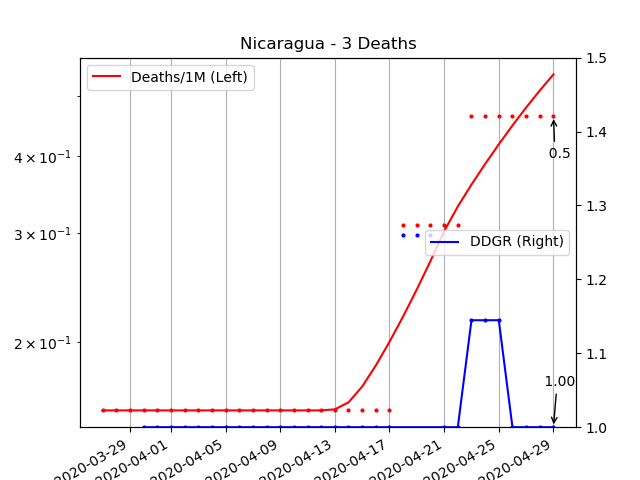 Nicaragua - 3 Deaths
Deaths/1M (Left)
DDGR (Right)
4 × 10⁻¹
3 × 10⁻¹
2 × 10⁻¹
1.5
1.4
1.3
1.2
1.1
1.0
0.5
1.00
2020-03-29
2020-04-01
2020-04-05
2020-04-09
2020-04-13
2020-04-17
2020-04-21
2020-04-25
2020-04-29